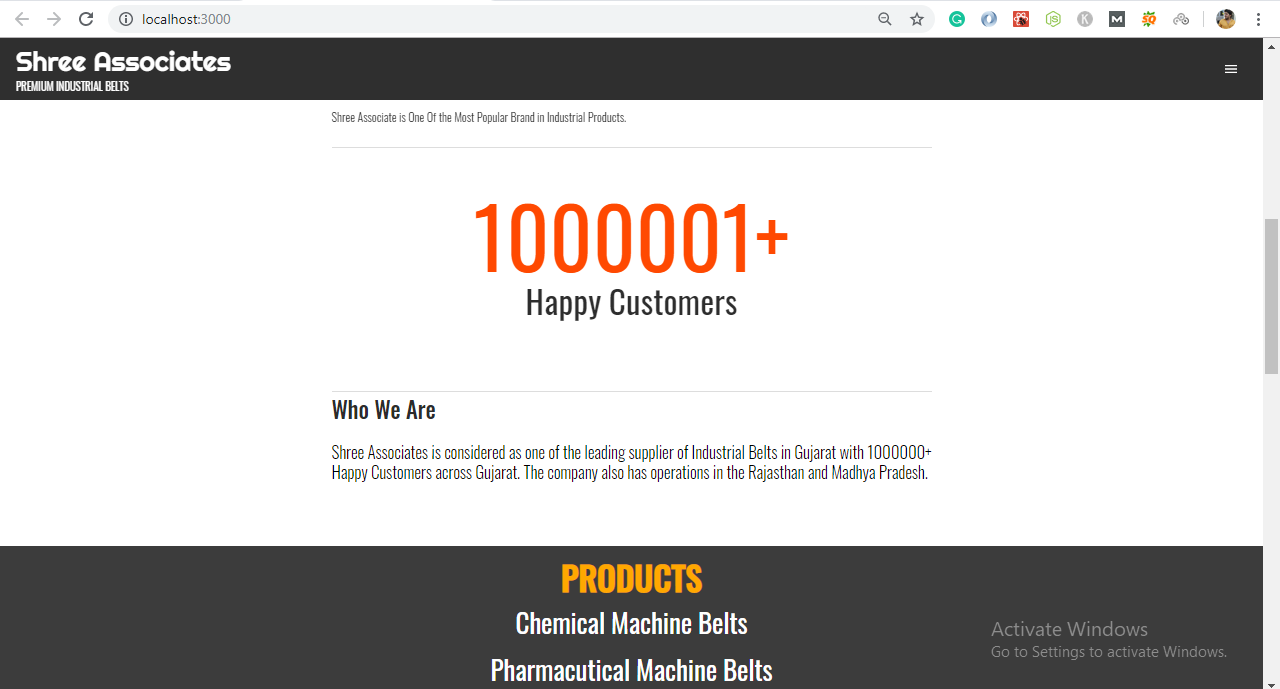 localhost:3000
Shree Associates
PREMIUM INDUSTRIAL BELTS
Shree Associate is One Of the Most Popular Brand in Industrial Products.
1000001+
Happy Customers
Who We Are
Shree Associates is considered as one of the leading supplier of Industrial Belts in Gujarat with 1000000+
Happy Customers across Gujarat. The company also has operations in the Rajasthan and Madhya Pradesh.
PRODUCTS
Chemical Machine Belts
Pharmacutical Machine Belts
Activate Windows
Go to Settings to activate Windows.